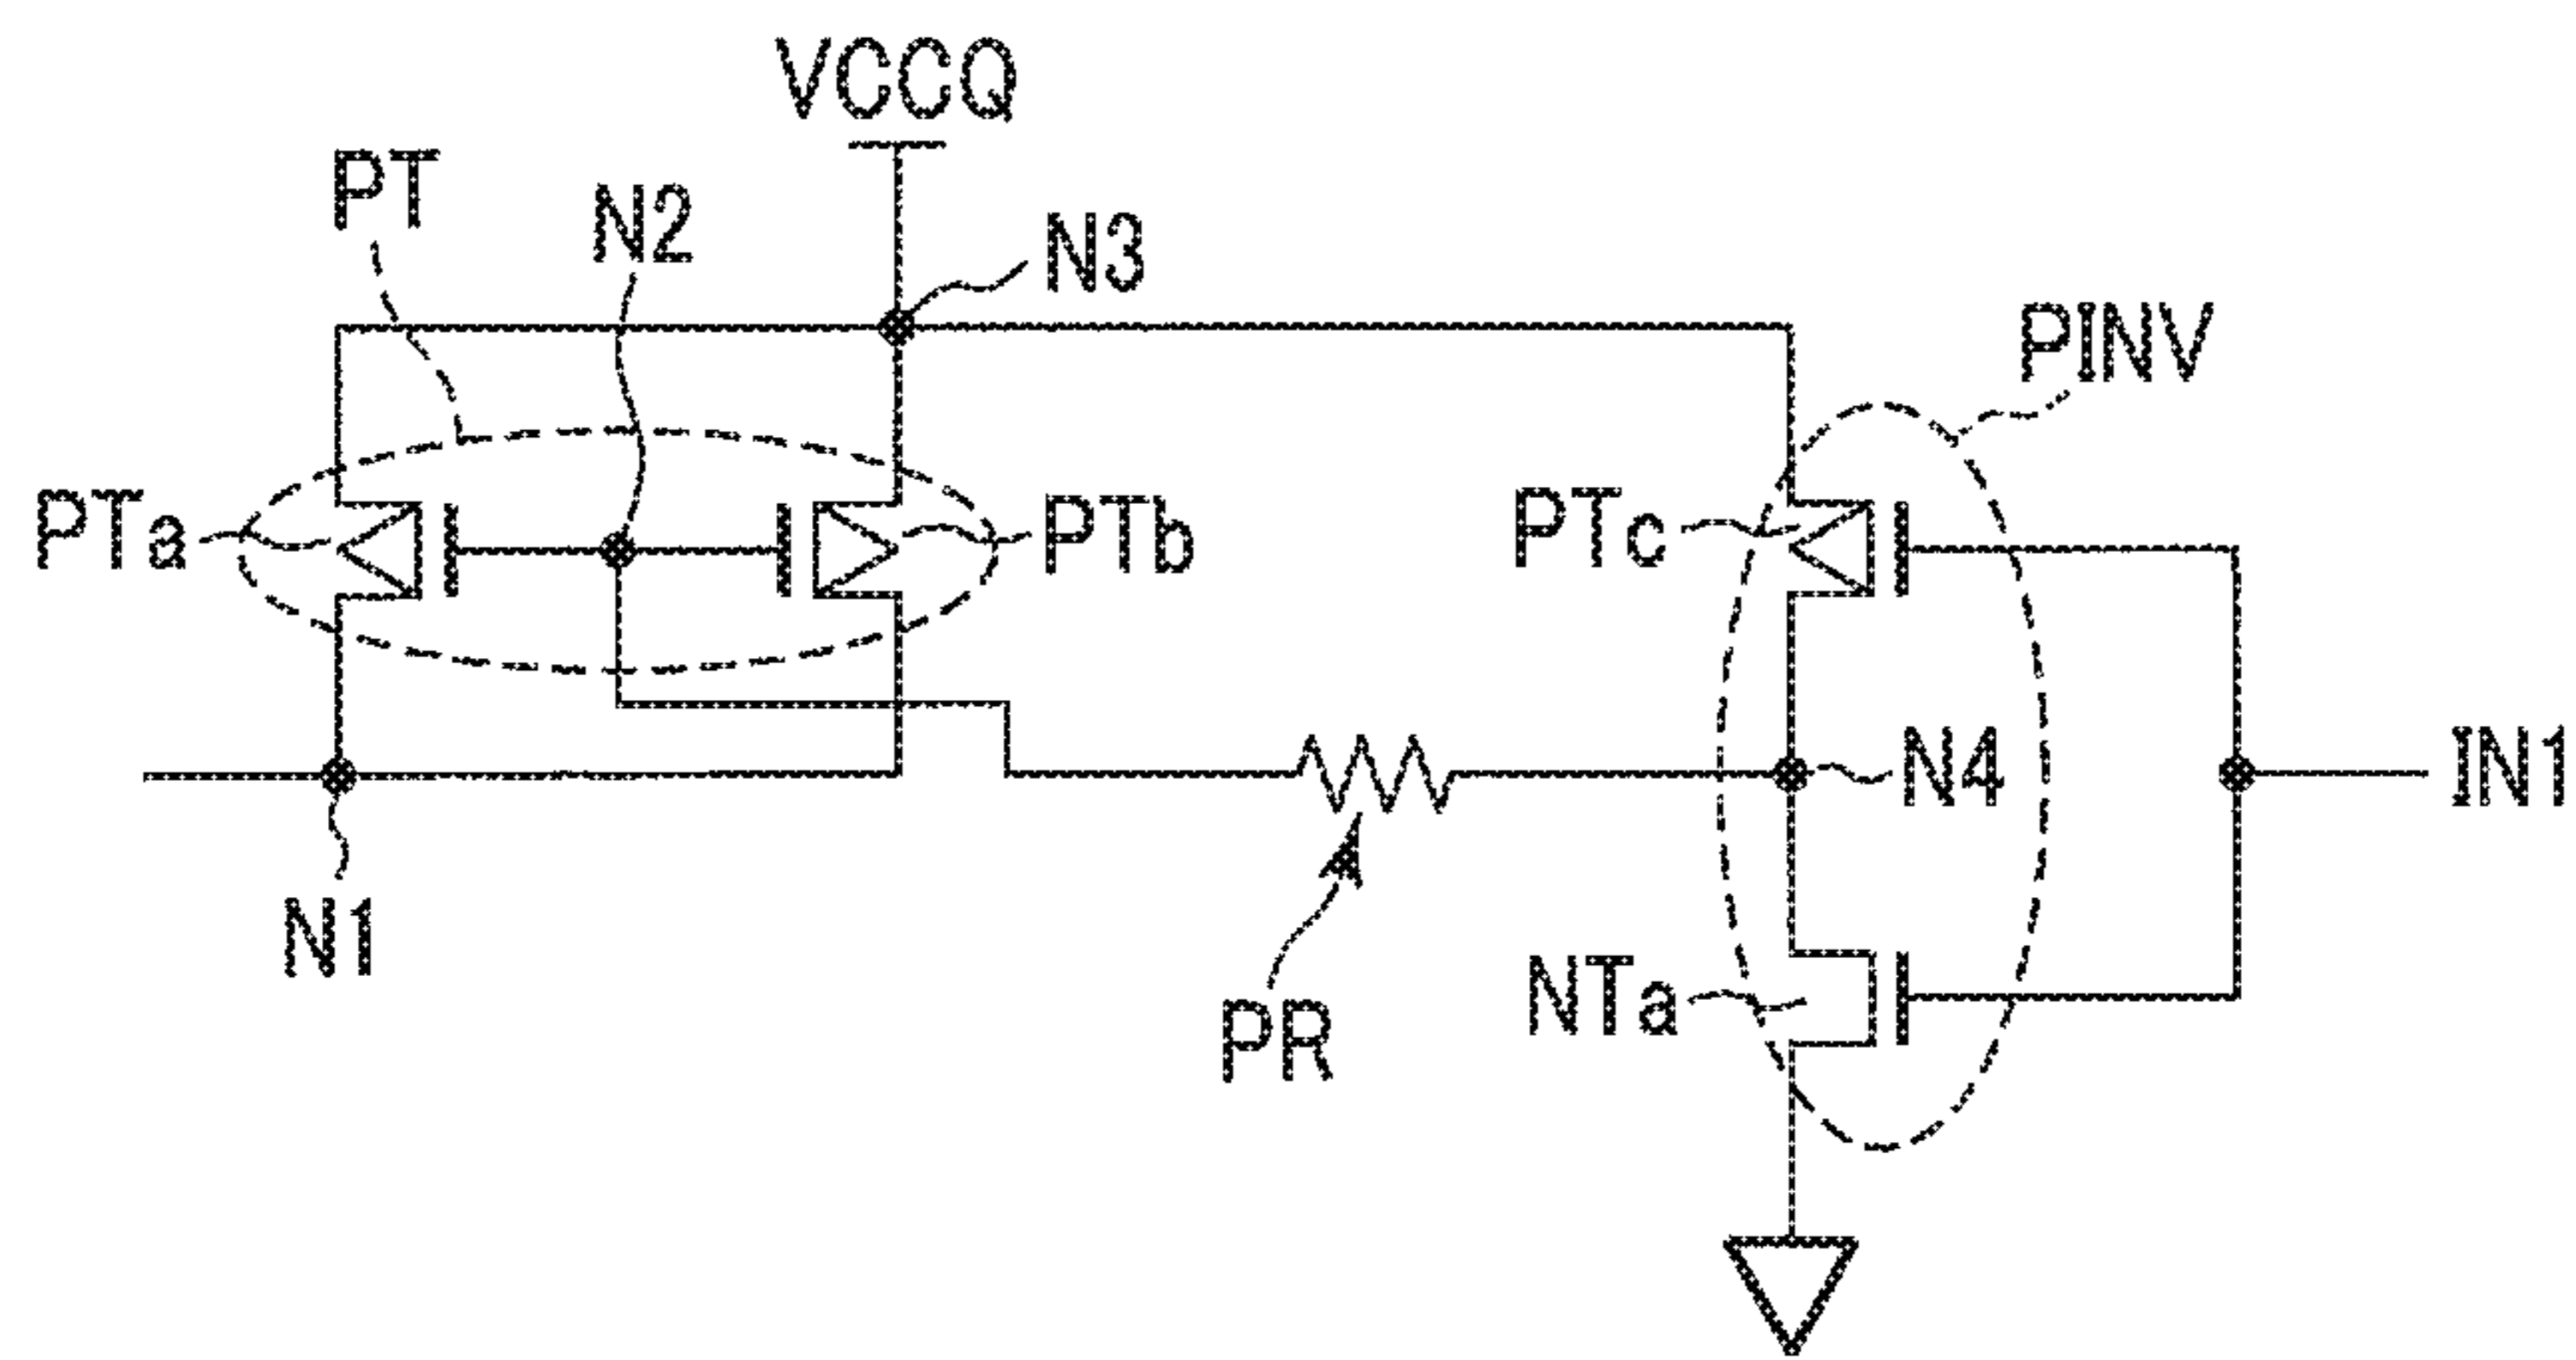 VCCQ
PT
N2
N3
PINV
PTa
PTb
PTc
N4
IN1
N1
PR
NTa